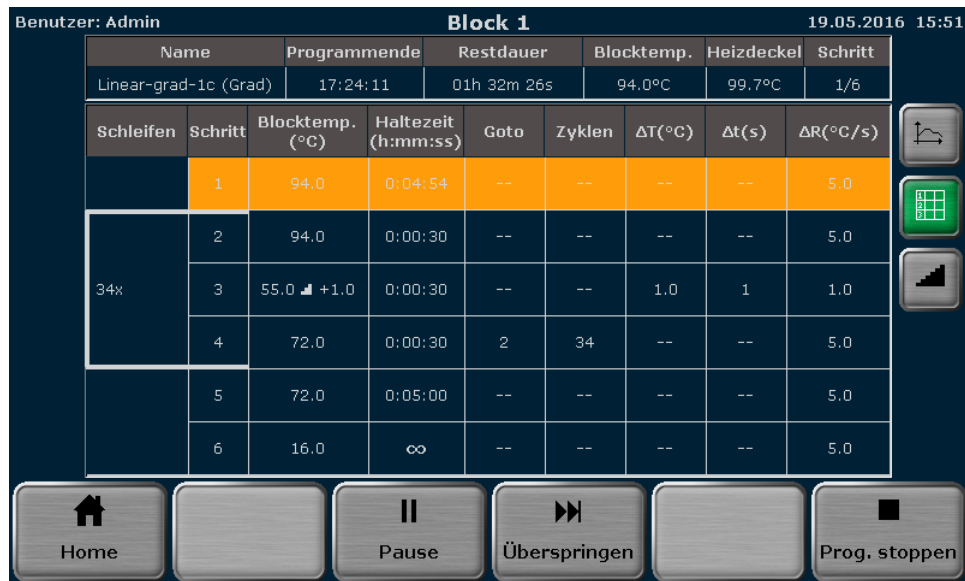 Benutzer: Admin Block 1 19.05.2016 15:51
Name Programmende Restdauer Blocktemp. Heizdeckel Schritt
Linear-grad-1c (Grad) 17:24:11 01h 32m 26s 94.0°C 99.7°C 1/6
Schleifen Schritt Blocktemp. (°C) Haltezeit (h:mm:ss) Goto Zyklen ΔT(°C) Δt(s) ΔR(°C/s)
1 94.0 0:04:54 -- -- -- -- 5.0
2 94.0 0:00:30 -- -- -- -- 5.0
34x 3 55.0 +1.0 0:00:30 -- -- 1.0 1 1.0
4 72.0 0:00:30 2 34 -- -- 5.0
5 72.0 0:05:00 -- -- -- -- 5.0
6 16.0 ∞ -- -- -- -- 5.0
Home Pause Überspringen Prog. stoppen